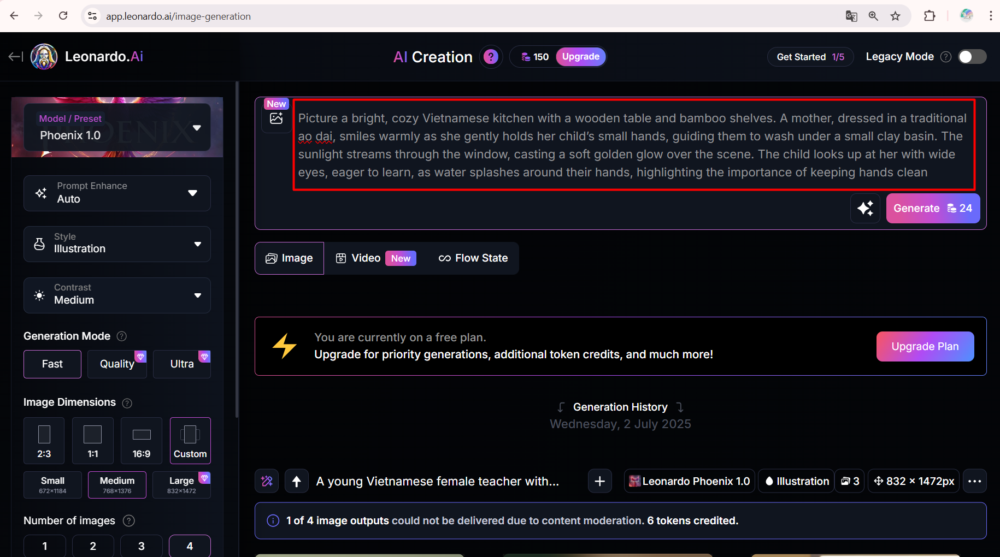 app.leonardo.ai/image-generation
Leonardo.Ai
AI Creation
?
150
Upgrade
Get Started 1/5
Legacy Mode ?
Model / Preset
Phoenix 1.0
New
Picture a bright, cozy Vietnamese kitchen with a wooden table and bamboo shelves. A mother, dressed in a traditional
ao dai, smiles warmly as she gently holds her child’s small hands, guiding them to wash under a small clay basin. The
sunlight streams through the window, casting a soft golden glow over the scene. The child looks up at her with wide
eyes, eager to learn, as water splashes around their hands, highlighting the importance of keeping hands clean
Generate 24
Prompt Enhance
Auto
Style
Illustration
Contrast
Medium
Generation Mode ?
Fast
Quality
Ultra
Image Dimensions ?
2:3
1:1
16:9
Custom
Small
672×1184
Medium
768×1376
Large
832×1472
Number of images ?
1
2
3
4
Image
Video New
Flow State
You are currently on a free plan.
Upgrade for priority generations, additional token credits, and much more!
Upgrade Plan
Generation History
Wednesday, 2 July 2025
A young Vietnamese female teacher with...
Leonardo Phoenix 1.0
Illustration
3
832 × 1472px
1 of 4 image outputs could not be delivered due to content moderation. 6 tokens credited.